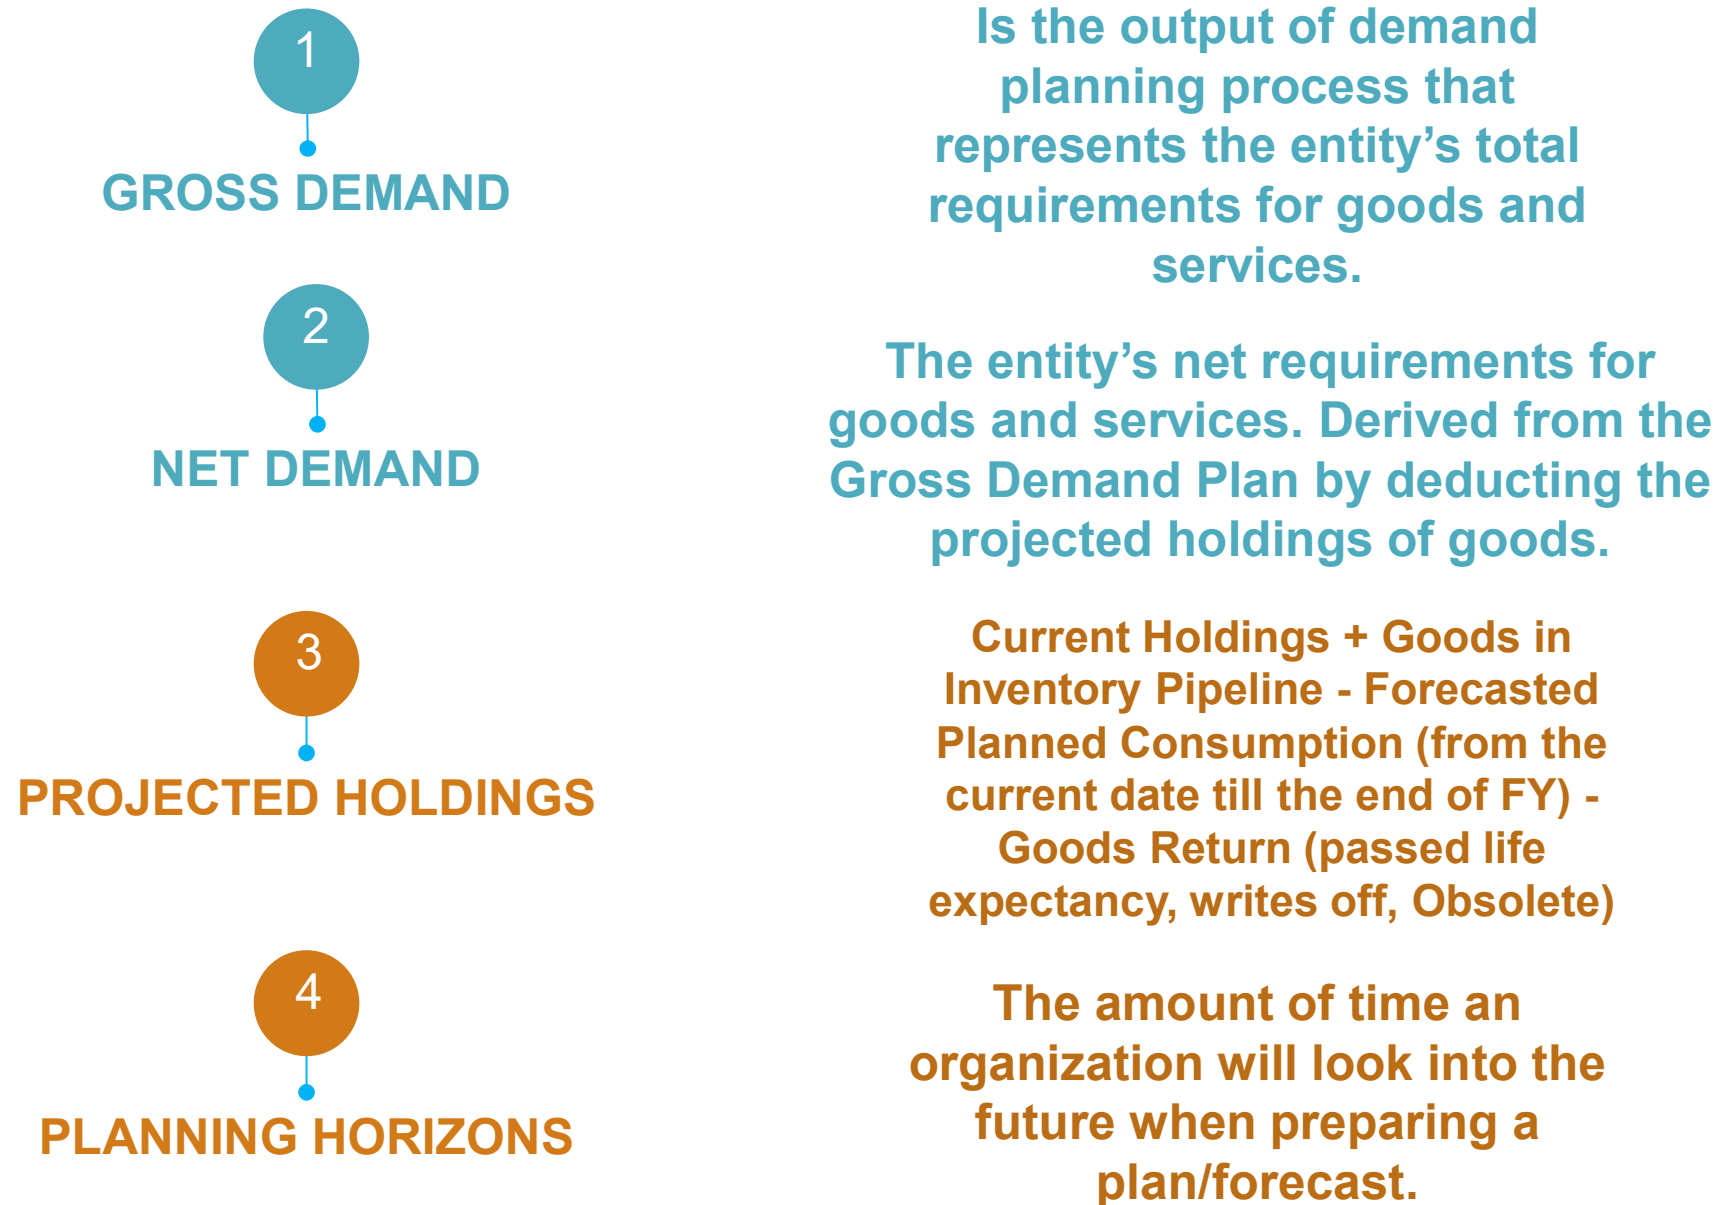 1
GROSS DEMAND
Is the output of demand
planning process that
represents the entity’s total
requirements for goods and
services.
2
NET DEMAND
The entity’s net requirements for
goods and services. Derived from the
Gross Demand Plan by deducting the
projected holdings of goods.
3
PROJECTED HOLDINGS
Current Holdings + Goods in
Inventory Pipeline - Forecasted
Planned Consumption (from the
current date till the end of FY) -
Goods Return (passed life
expectancy, writes off, Obsolete)
4
PLANNING HORIZONS
The amount of time an
organization will look into the
future when preparing a
plan/forecast.